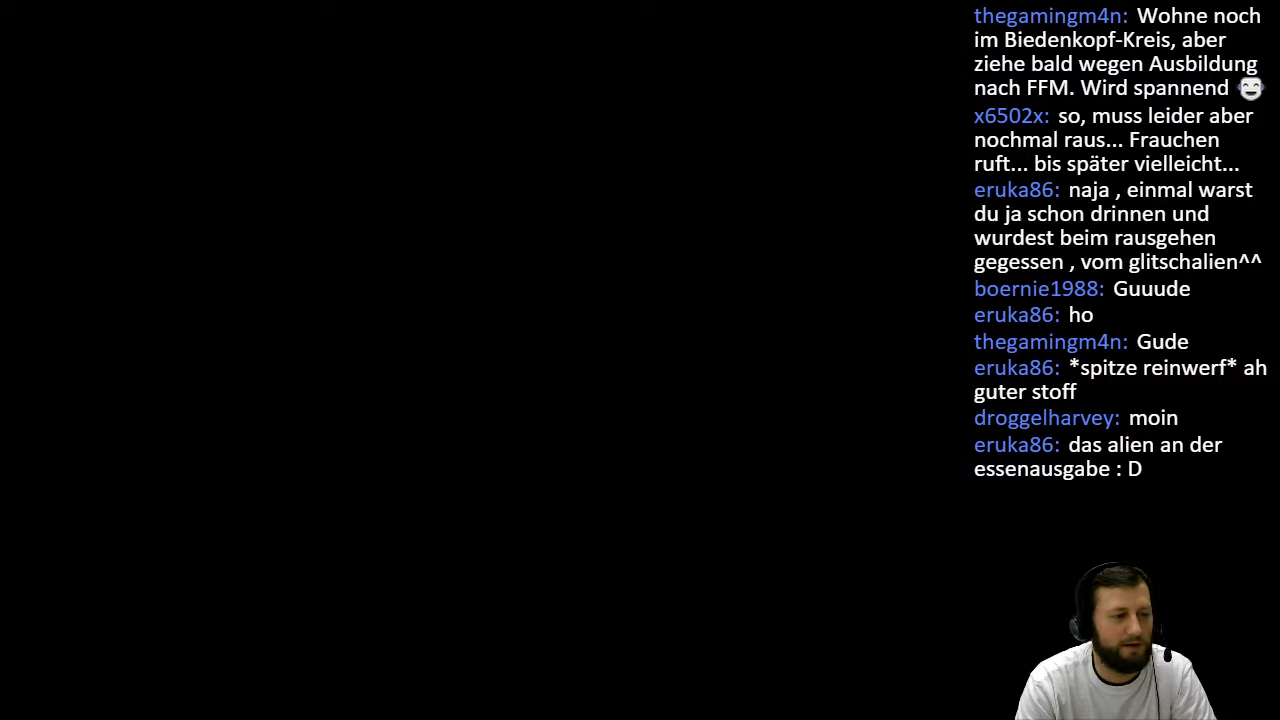 thegamingm4n: Wohne noch
im Biedenkopf-Kreis, aber
ziehe bald wegen Ausbildung
nach FFM. Wird spannend
x6502x: so, muss leider aber
nochmal raus... Frauchen
ruft... bis später vielleicht...
eruka86: naja , einmal warst
du ja schon drinnen und
wurdest beim rausgehen
gegessen , vom glitschalien^^
boernie1988: Guuude
eruka86: ho
thegamingm4n: Gude
eruka86: *spitze reinwerf* ah
guter stoff
droggelharvey: moin
eruka86: das alien an der
essenausgabe : D